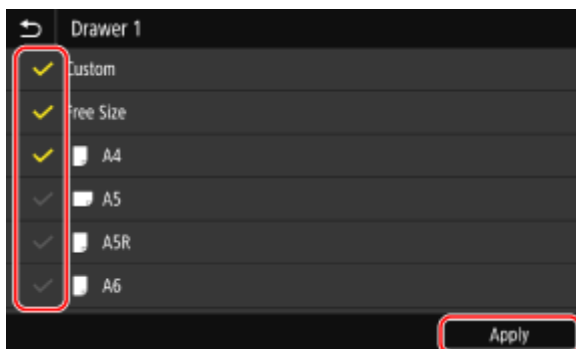 Drawer 1
Custom
Free Size
A4
A5
A5R
A6
Apply